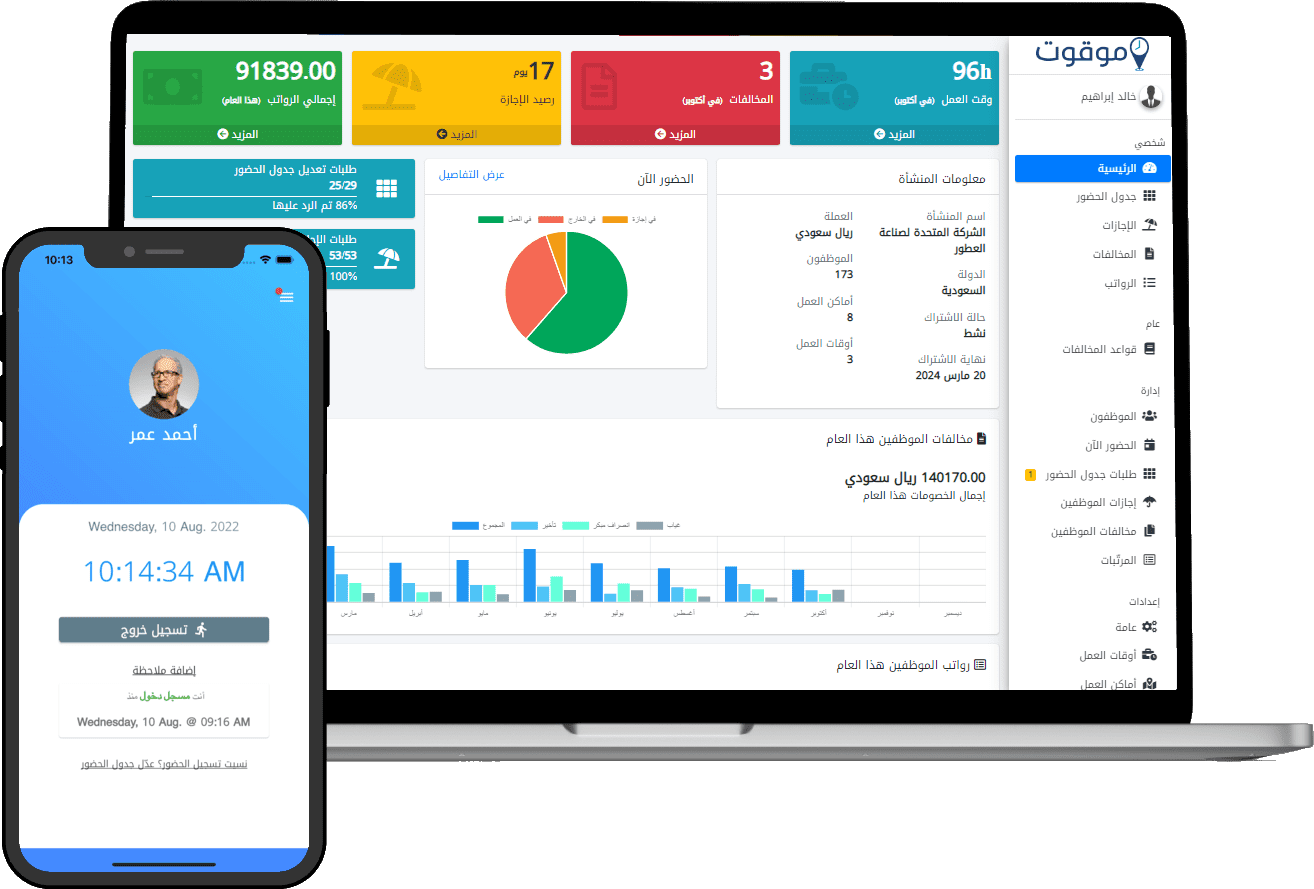 موقوت
خالد إبراهيم
شخصي
الرئيسية
جدول الحضور
الإجازات
المخالفات
الرواتب
عام
قواعد المخالفات
إدارة
الموظفون
الحضور الآن
طلبات جدول الحضور 1
إجازات الموظفين
مخالفات الموظفين
المرتّبات
إعدادات
عامة
أوقات العمل
أماكن العمل
96h
وقت العمل (في أكتوبر)
المزيد
3
المخالفات (في أكتوبر)
المزيد
17 يوم
رصيد الإجازة
المزيد
91839.00
إجمالي الرواتب (هذا العام)
المزيد
معلومات المنشأة
اسم المنشأة
الشركة المتحدة لصناعة
العطور
الدولة
السعودية
حالة الاشتراك
نشط
نهاية الاشتراك
20 مارس 2024
العملة
ريال سعودي
الموظفون
173
أماكن العمل
8
أوقات العمل
3
الحضور الآن
عرض التفاصيل
في إجازة
في الخارج
في العمل
طلبات تعديل جدول الحضور
25/29
86% تم الرد عليها
طلبات الإج
53/53
100%
مخالفات الموظفين هذا العام
140170.00 ريال سعودي
إجمال الخصومات هذا العام
غياب
انصراف مبكر
تأخير
المجموع
مارس
أبريل
مايو
يونيو
يوليو
أغسطس
سبتمبر
أكتوبر
نوفمبر
ديسمبر
رواتب الموظفين هذا العام
10:13
أحمد عمر
Wednesday, 10 Aug. 2022
10:14:34 AM
تسجيل خروج
إضافة ملاحظة
أنت مسجل دخول منذ
Wednesday, 10 Aug. @ 09:16 AM
نسيت تسجيل الحضور؟ عدّل جدول الحضور